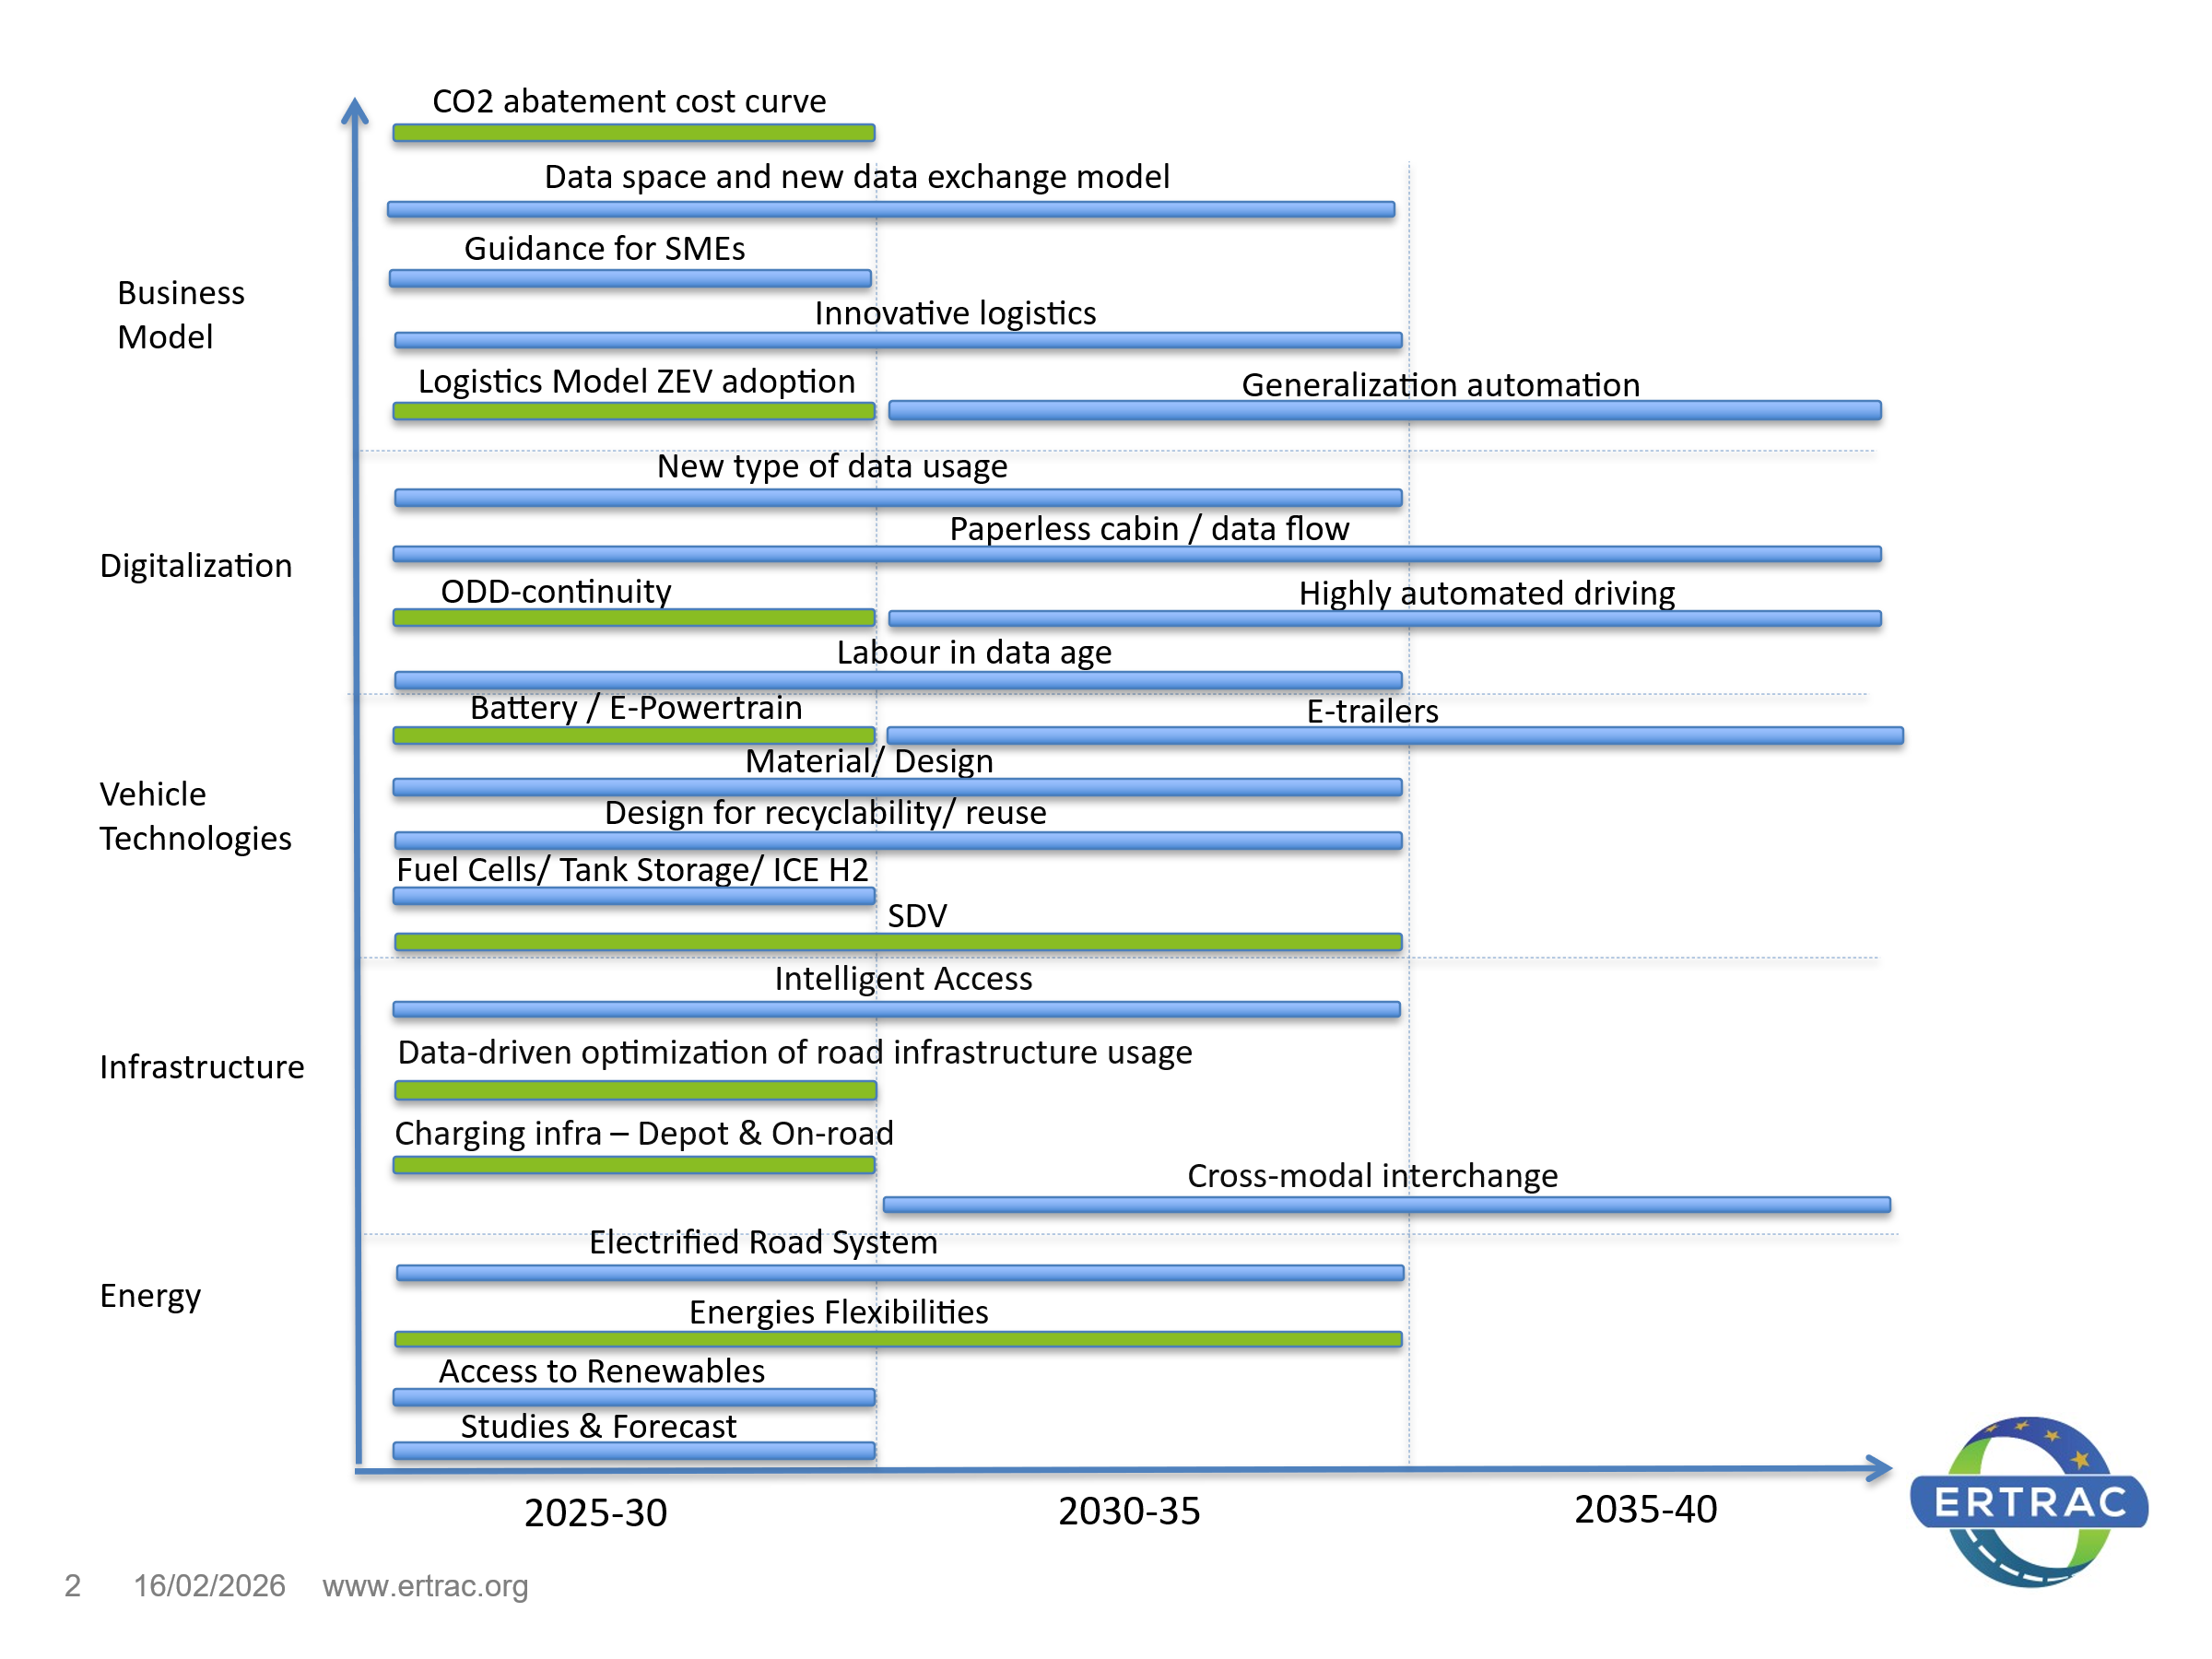 CO2 abatement cost curve
Data space and new data exchange model
Guidance for SMEs
Business
Model
Innovative logistics
Logistics Model ZEV adoption
Generalization automation
New type of data usage
Paperless cabin / data flow
Digitalization
ODD-continuity
Highly automated driving
Labour in data age
Battery / E-Powertrain
E-trailers
Material/ Design
Vehicle
Technologies
Design for recyclability/ reuse
Fuel Cells/ Tank Storage/ ICE H2
SDV
Intelligent Access
Data-driven optimization of road infrastructure usage
Infrastructure
Charging infra – Depot & On-road
Cross-modal interchange
Electrified Road System
Energy
Energies Flexibilities
Access to Renewables
Studies & Forecast
2025-30
2030-35
2035-40
ERTRAC
2 16/02/2026 www.ertrac.org